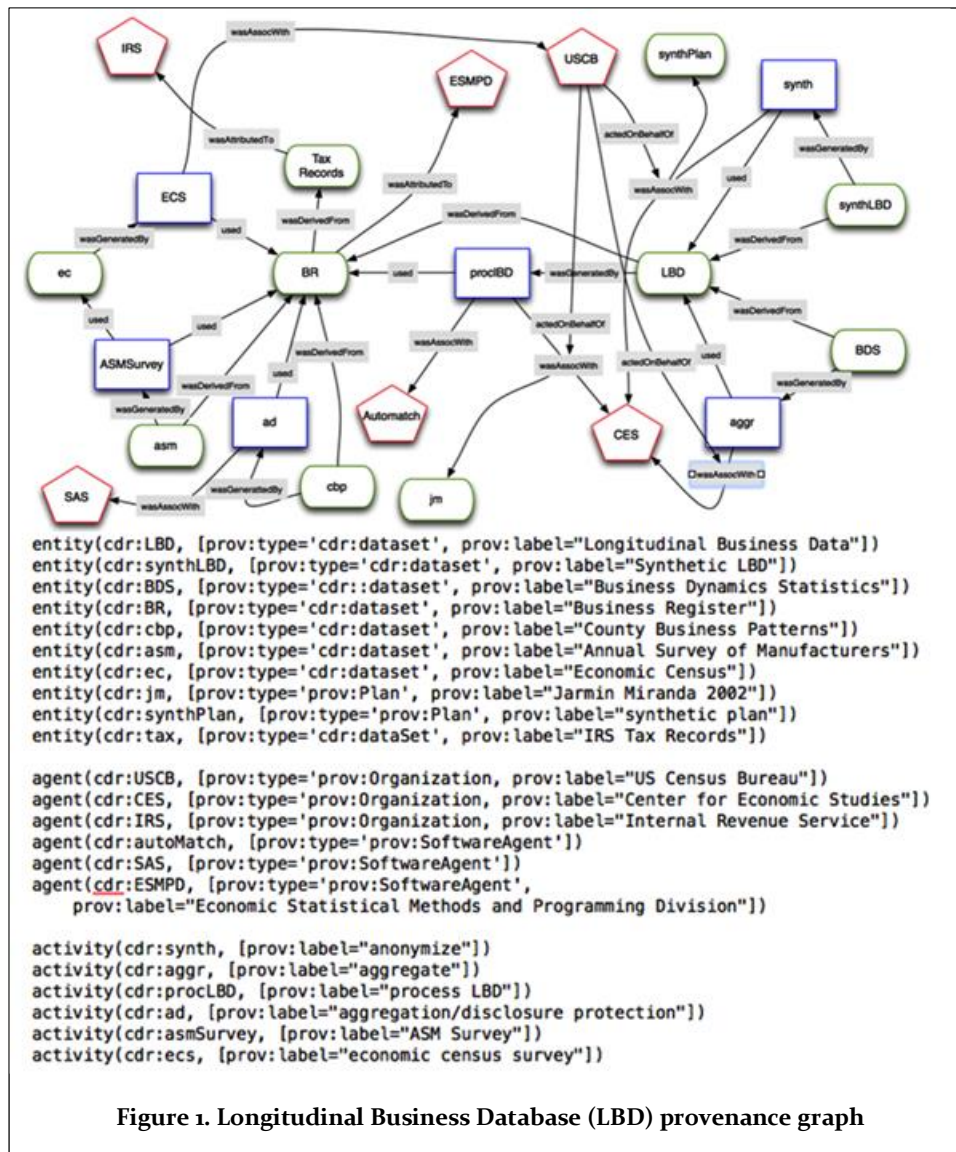 wasAssocWith
IRS
USCB
synthPlan
ESMPD
synth
wasAttributedTo
actedOnBehalfOf
wasGeneratedBy
Tax
Records
wasAttributedTo
ECS
wasAssocWith
used
synthLBD
wasDerivedFrom
wasDerivedFrom
wasGeneratedBy
used
wasDerivedFrom
ec
BR
used
proclBD
wasGeneratedBy
LBD
used
used
wasDerivedFrom
actedOnBehalfOf
wasAssocWith
wasDerivedFrom
used
BDS
ASMSurvey
used
wasAssocWith
actedOnBehalfOf
wasGeneratedBy
wasDerivedFrom
wasGeneratedBy
ad
Automatch
CES
aggr
asm
cbp
wasAssocWith
SAS
wasAssocWith
wasGenerattedBy
jm
entity(cdr:LBD, [prov:type='cdr:dataset', prov:label="Longitudinal Business Data"])
entity(cdr:synthLBD, [prov:type='cdr:dataset', prov:label="Synthetic LBD"])
entity(cdr:BDS, [prov:type='cdr::dataset', prov:label="Business Dynamics Statistics"])
entity(cdr:BR, [prov:type='cdr:dataset', prov:label="Business Register"])
entity(cdr:cbp, [prov:type='cdr:dataset', prov:label="County Business Patterns"])
entity(cdr:asm, [prov:type='cdr:dataset', prov:label="Annual Survey of Manufacturers"])
entity(cdr:ec, [prov:type='cdr:dataset', prov:label="Economic Census"])
entity(cdr:jm, [prov:type='prov:Plan', prov:label="Jarmin Miranda 2002"])
entity(cdr:synthPlan, [prov:type='prov:Plan', prov:label="synthetic plan"])
entity(cdr:tax, [prov:type='cdr:dataSet', prov:label="IRS Tax Records"])
agent(cdr:USCB, [prov:type='prov:Organization, prov:label="US Census Bureau"])
agent(cdr:CES, [prov:type='prov:Organization, prov:label="Center for Economic Studies"])
agent(cdr:IRS, [prov:type='prov:Organization, prov:label="Internal Revenue Service"])
agent(cdr:autoMatch, [prov:type='prov:SoftwareAgent'])
agent(cdr:SAS, [prov:type='prov:SoftwareAgent'])
agent(cdr:ESMPD, [prov:type='prov:SoftwareAgent',
prov:label="Economic Statistical Methods and Programming Division"])
activity(cdr:synth, [prov:label="anonymize"])
activity(cdr:aggr, [prov:label="aggregate"])
activity(cdr:procLBD, [prov:label="process LBD"])
activity(cdr:ad, [prov:label="aggregation/disclosure protection"])
activity(cdr:asmSurvey, [prov:label="ASM Survey"])
activity(cdr:ecs, [prov:label="economic census survey"])
Figure 1. Longitudinal Business Database (LBD) provenance graph